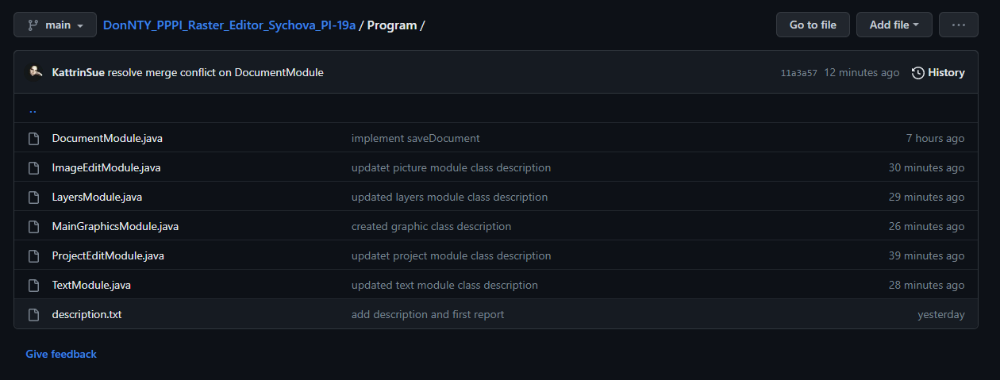 main DonNTY_PPPI_Raster_Editor_Sychova_PI-19a / Program / Go to file Add file ...
KattrinSue resolve merge conflict on DocumentModule 11a3a57 12 minutes ago History
..
DocumentModule.java implement saveDocument 7 hours ago
ImageEditModule.java updatet picture module class description 30 minutes ago
LayersModule.java updated layers module class description 29 minutes ago
MainGraphicsModule.java created graphic class description 26 minutes ago
ProjectEditModule.java updatet project module class description 39 minutes ago
TextModule.java updated text module class description 28 minutes ago
description.txt add description and first report yesterday
Give feedback